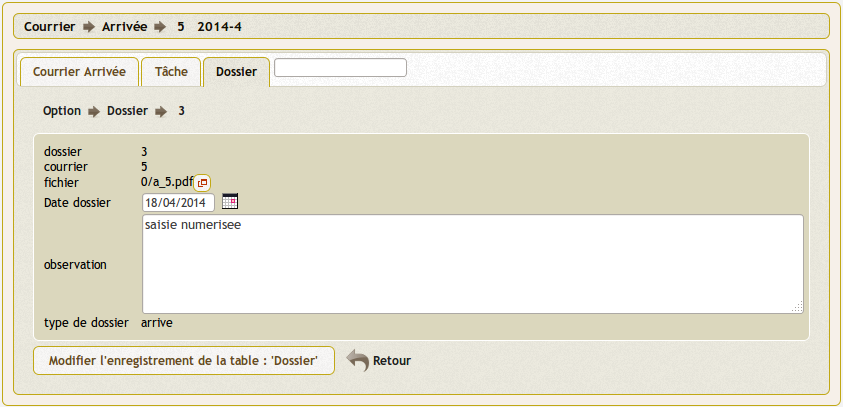 Courrier Arrivée 5 2014-4
Courrier Arrivée Tâche Dossier
Option Dossier 3
dossier 3
courrier 5
fichier 0/a_5.pdf
Date dossier 18/04/2014
saisie numerisee
observation
type de dossier arrive
Modifier l'enregistrement de la table : 'Dossier' Retour